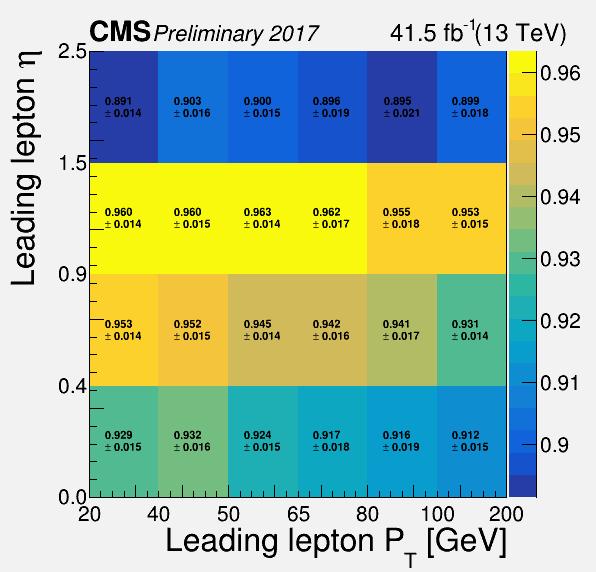 CMS Preliminary 2017 41.5 fb⁻¹(13 TeV)
Leading lepton η
2.5
1.5
0.9
0.4
0.0
0.891 0.903 0.900 0.896 0.895 0.899
± 0.014 ± 0.016 ± 0.015 ± 0.019 ± 0.021 ± 0.018
0.960 0.960 0.963 0.962 0.955 0.953
± 0.014 ± 0.015 ± 0.014 ± 0.017 ± 0.018 ± 0.015
0.953 0.952 0.945 0.942 0.941 0.931
± 0.014 ± 0.015 ± 0.014 ± 0.016 ± 0.017 ± 0.014
0.929 0.932 0.924 0.917 0.916 0.912
± 0.015 ± 0.016 ± 0.015 ± 0.018 ± 0.019 ± 0.015
20 40 50 65 80 100 200
Leading lepton P_T [GeV]
0.96
0.95
0.94
0.93
0.92
0.91
0.9